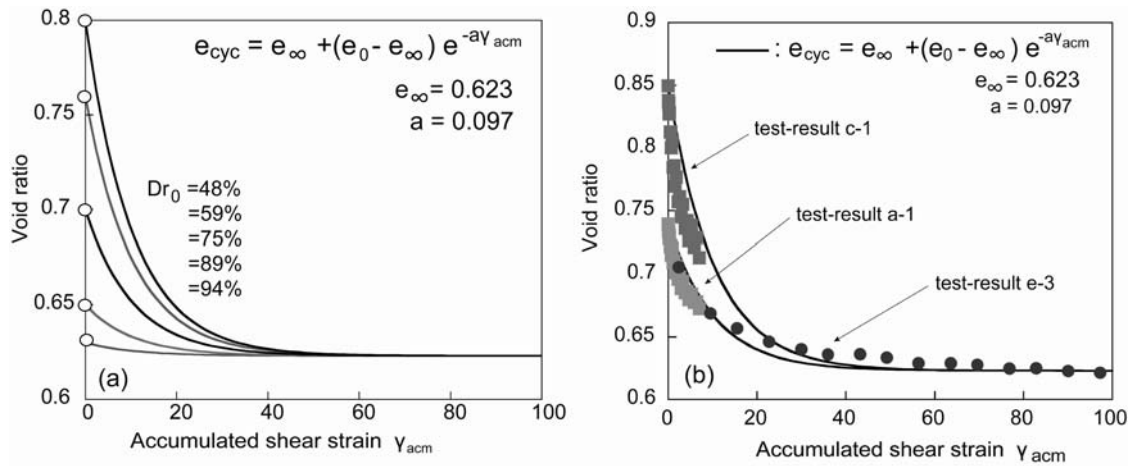 e_cyc = e_∞ +(e_0 - e_∞) e^-aγ_acm
e_∞ = 0.623
a = 0.097
Dr_0 =48%
=59%
=75%
=89%
=94%
(a)
Void ratio
0.8
0.75
0.7
0.65
0.6
0 20 40 60 80 100
Accumulated shear strain γ_acm
: e_cyc = e_∞ +(e_0 - e_∞) e^-aγ_acm
e_∞ = 0.623
a = 0.097
test-result c-1
test-result a-1
test-result e-3
(b)
Void ratio
0.85
0.8
0.75
0.7
0.65
0.6
0 20 40 60 80 100
Accumulated shear strain γ_acm